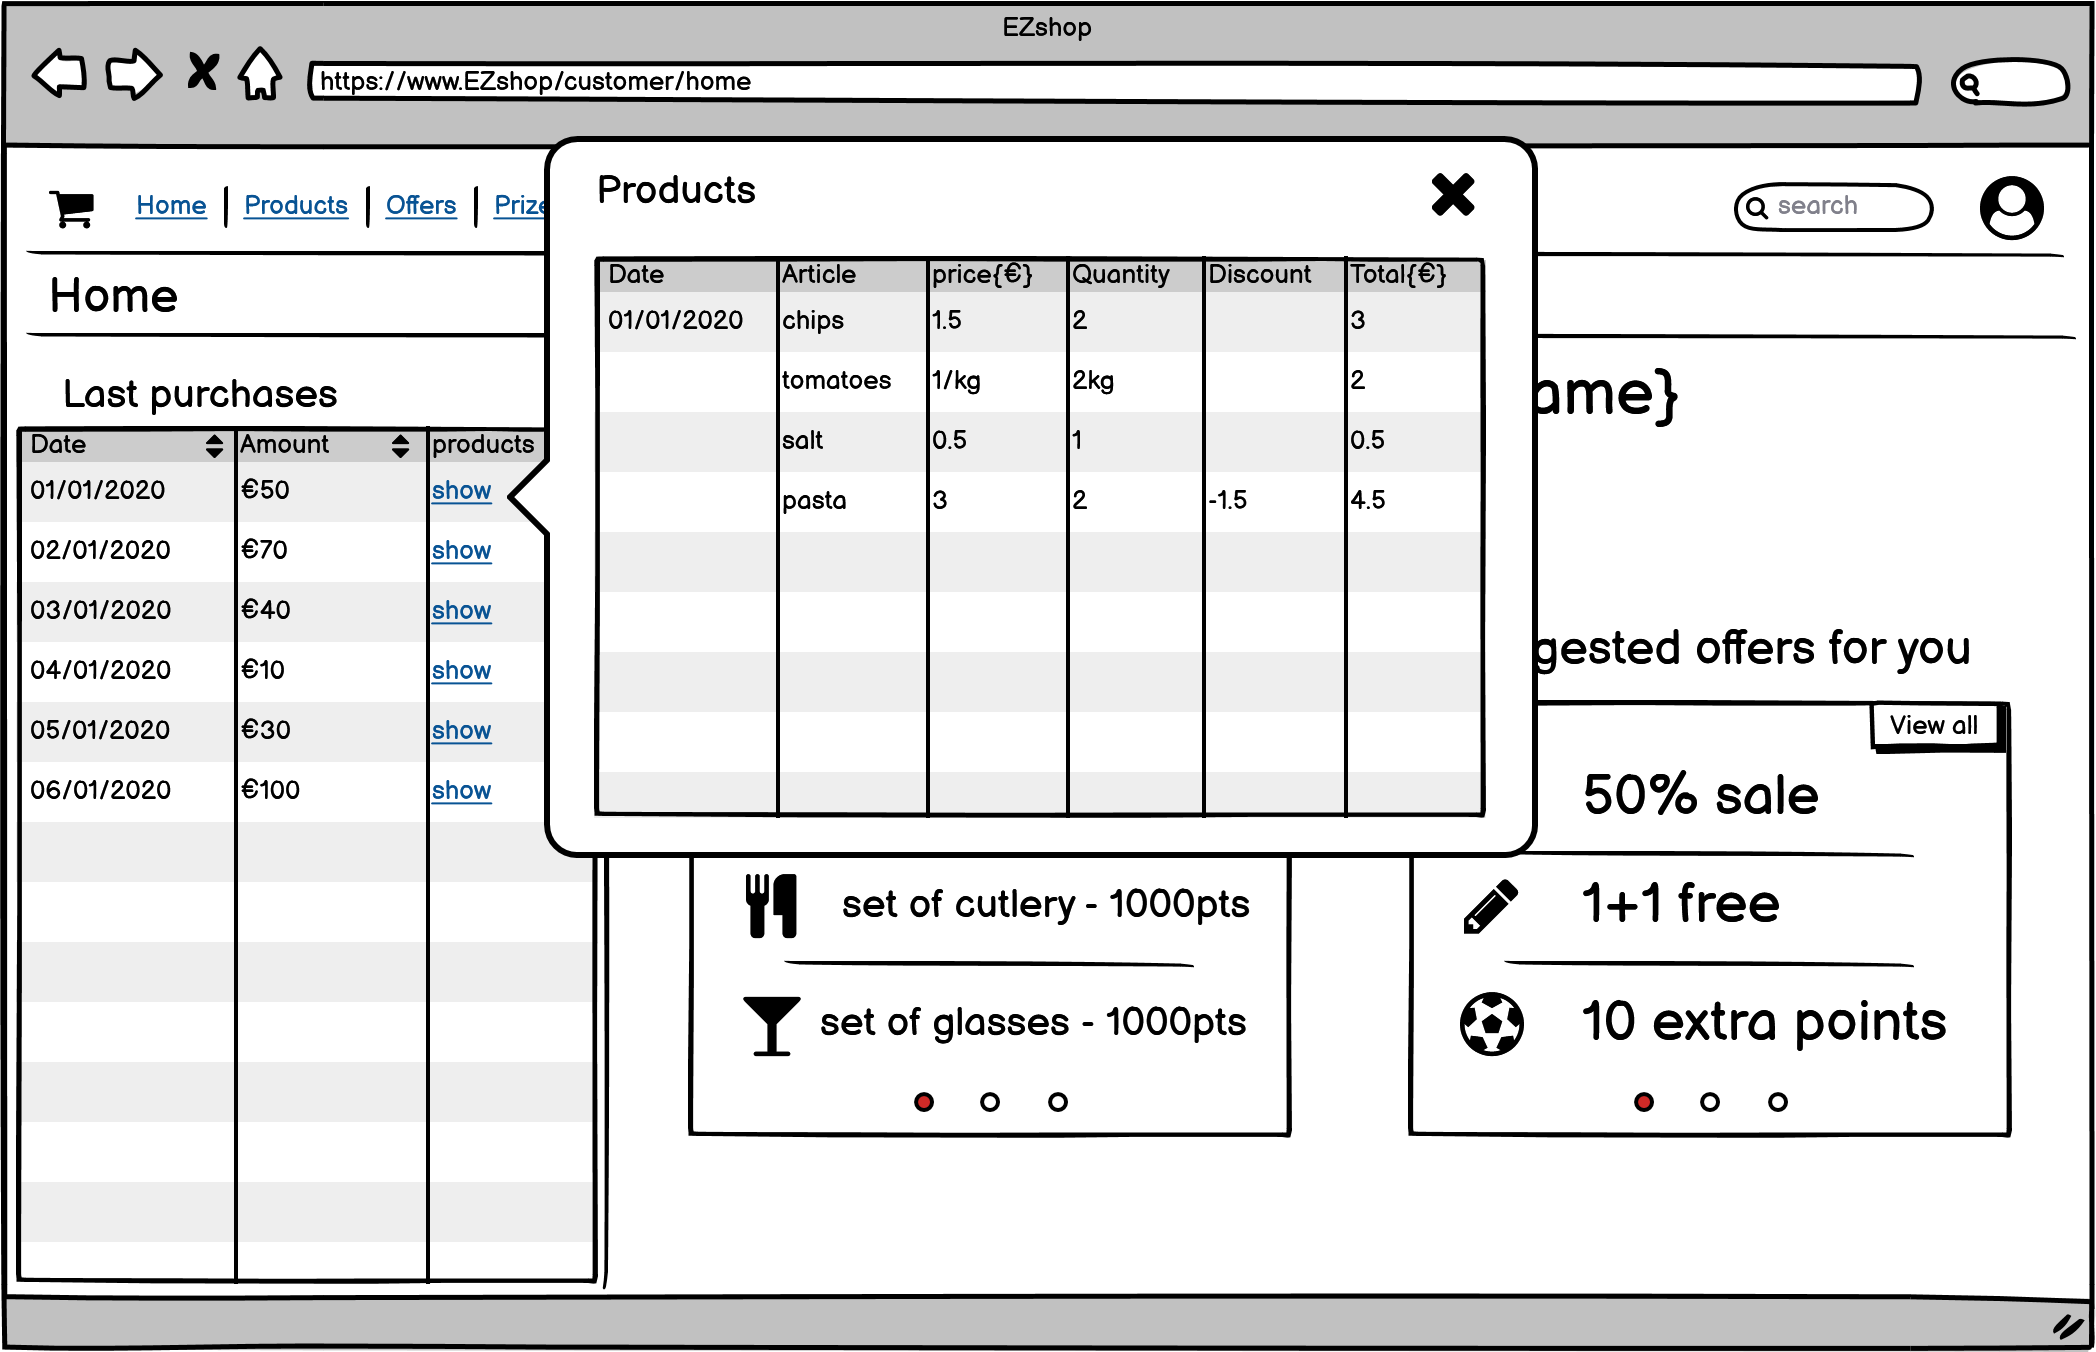 EZshop
https://www.EZshop/customer/home
Home
Products
Offers
Prize
search
Home
Products
Date Article price{€} Quantity Discount Total{€}
01/01/2020 chips 1.5 2 3
tomatoes 1/kg 2kg 2
salt 0.5 1 0.5
pasta 3 2 -1.5 4.5
Last purchases
Date Amount products
01/01/2020 €50 show
02/01/2020 €70 show
03/01/2020 €40 show
04/01/2020 €10 show
05/01/2020 €30 show
06/01/2020 €100 show
ame}
set of cutlery - 1000pts
set of glasses - 1000pts
gested offers for you
View all
50% sale
1+1 free
10 extra points